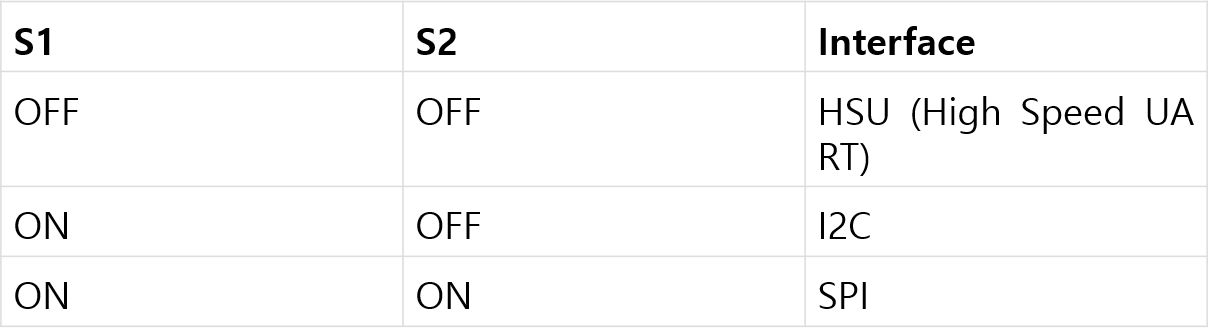 S1 S2 Interface
OFF OFF HSU (High Speed UA
RT)
ON OFF I2C
ON ON SPI